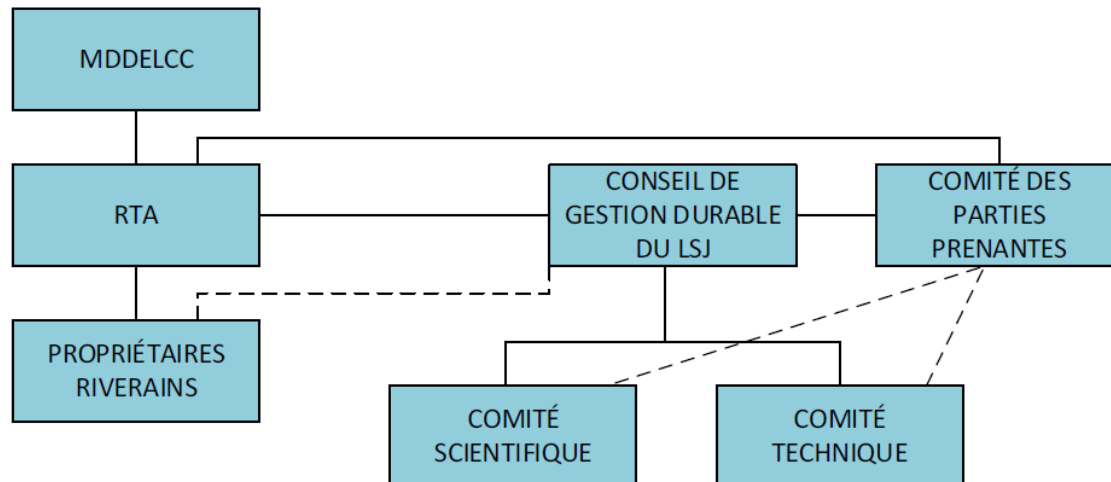 MDDELCC
RTA
CONSEIL DE
GESTION DURABLE
DU LSJ
COMITÉ DES
PARTIES
PRENANTES
PROPRIÉTAIRES
RIVERAINS
COMITÉ
SCIENTIFIQUE
COMITÉ
TECHNIQUE